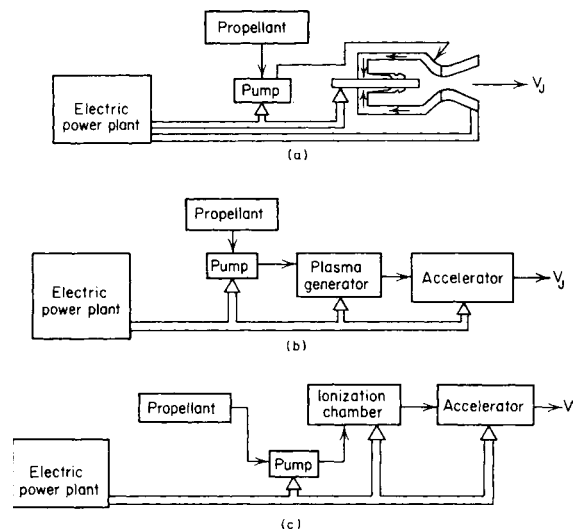 Propellant
Pump
Electric
power plant
V_J
(a)
Propellant
Pump
Plasma
generator
Accelerator
V_J
Electric
power plant
(b)
Propellant
Ionization
chamber
Accelerator
V
Pump
Electric
power plant
(c)